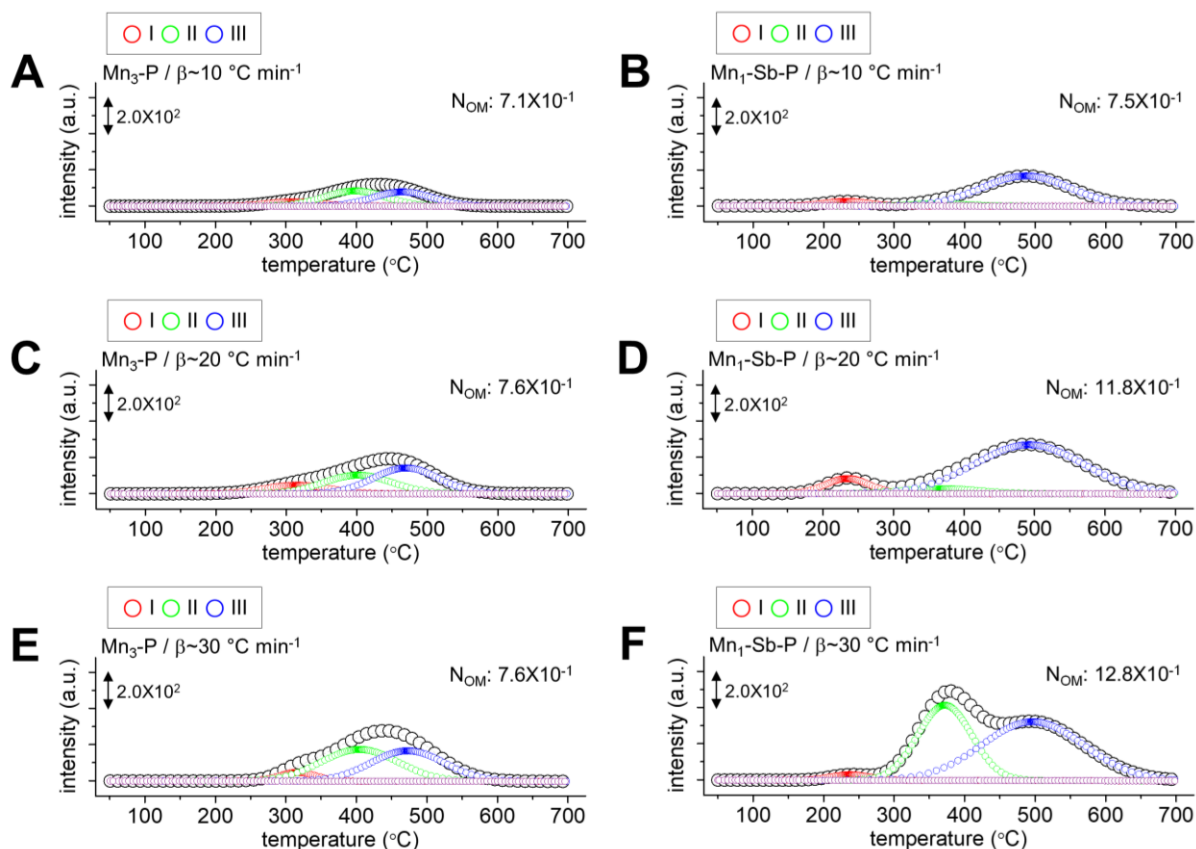 I II III
A
Mn₃-P / β~10 °C min⁻¹
N_OM: 7.1X10⁻¹
2.0X10²
intensity (a.u.)
100 200 300 400 500 600 700
temperature (°C)
I II III
B
Mn₁-Sb-P / β~10 °C min⁻¹
N_OM: 7.5X10⁻¹
2.0X10²
intensity (a.u.)
100 200 300 400 500 600 700
temperature (°C)
I II III
C
Mn₃-P / β~20 °C min⁻¹
N_OM: 7.6X10⁻¹
2.0X10²
intensity (a.u.)
100 200 300 400 500 600 700
temperature (°C)
I II III
D
Mn₁-Sb-P / β~20 °C min⁻¹
N_OM: 11.8X10⁻¹
2.0X10²
intensity (a.u.)
100 200 300 400 500 600 700
temperature (°C)
I II III
E
Mn₃-P / β~30 °C min⁻¹
N_OM: 7.6X10⁻¹
2.0X10²
intensity (a.u.)
100 200 300 400 500 600 700
temperature (°C)
I II III
F
Mn₁-Sb-P / β~30 °C min⁻¹
N_OM: 12.8X10⁻¹
2.0X10²
intensity (a.u.)
100 200 300 400 500 600 700
temperature (°C)